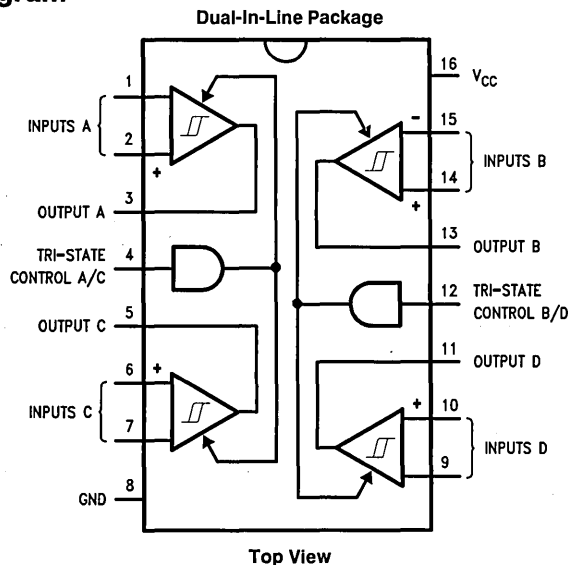 Dual-In-Line Package
1
INPUTS A
2
+
3
OUTPUT A
4
TRI-STATE
CONTROL A/C
5
OUTPUT C
6
+
INPUTS C
7
8
GND
16
VCC
-
15
INPUTS B
14
+
13
OUTPUT B
12
TRI-STATE
CONTROL B/D
11
OUTPUT D
+
10
INPUTS D
9
Top View